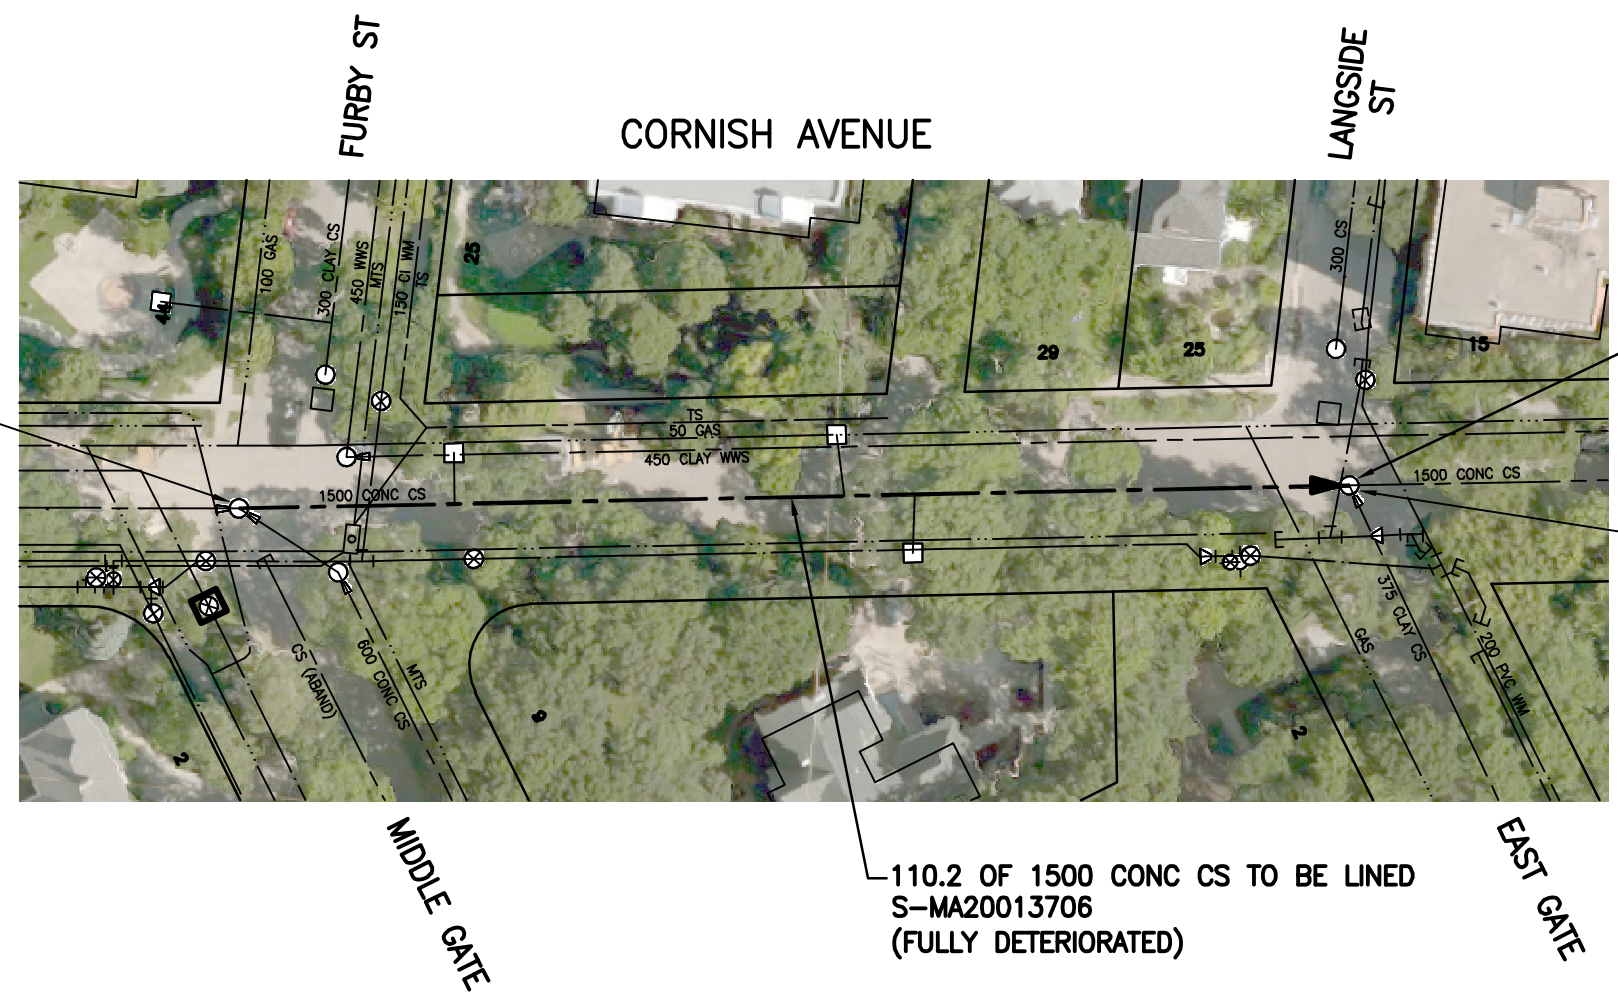 FURBY ST
CORNISH AVENUE
LANGSIDE
ST
100 GAS
300 CLAY CS
450 WWS
MTS
150 CI WM
TS
25
44
29
25
300 CS
15
TS
50 GAS
450 CLAY WWS
1500 CONC CS
1500 CONC CS
CS (ABAND)
600 CONC CS
MTS
GAS
375 CLAY CS
200 PVC WM
2
9
2
MIDDLE GATE
EAST GATE
110.2 OF 1500 CONC CS TO BE LINED
S-MA20013706
(FULLY DETERIORATED)